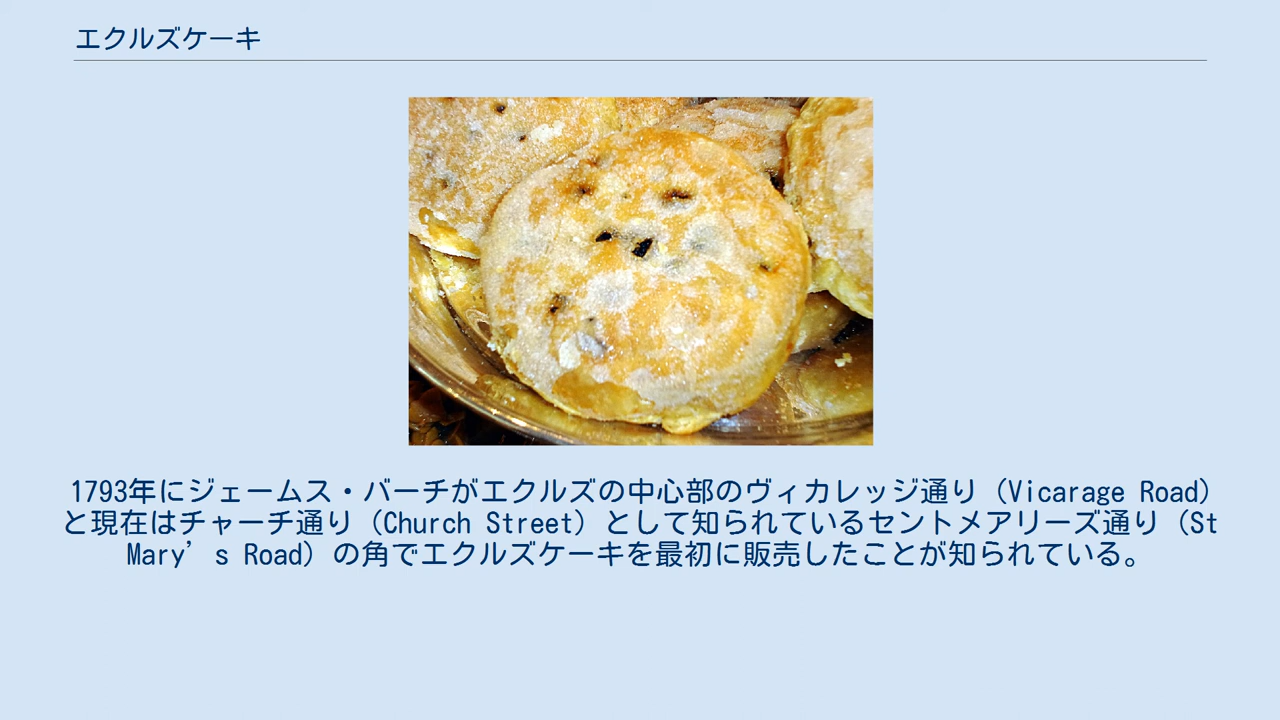 エクルズケーキ
1793年にジェームス・バーチがエクルズの中心部のヴィカレッジ通り（Vicarage Road）
と現在はチャーチ通り（Church Street）として知られているセントメアリーズ通り（St
Mary’s Road）の角でエクルズケーキを最初に販売したことが知られている。